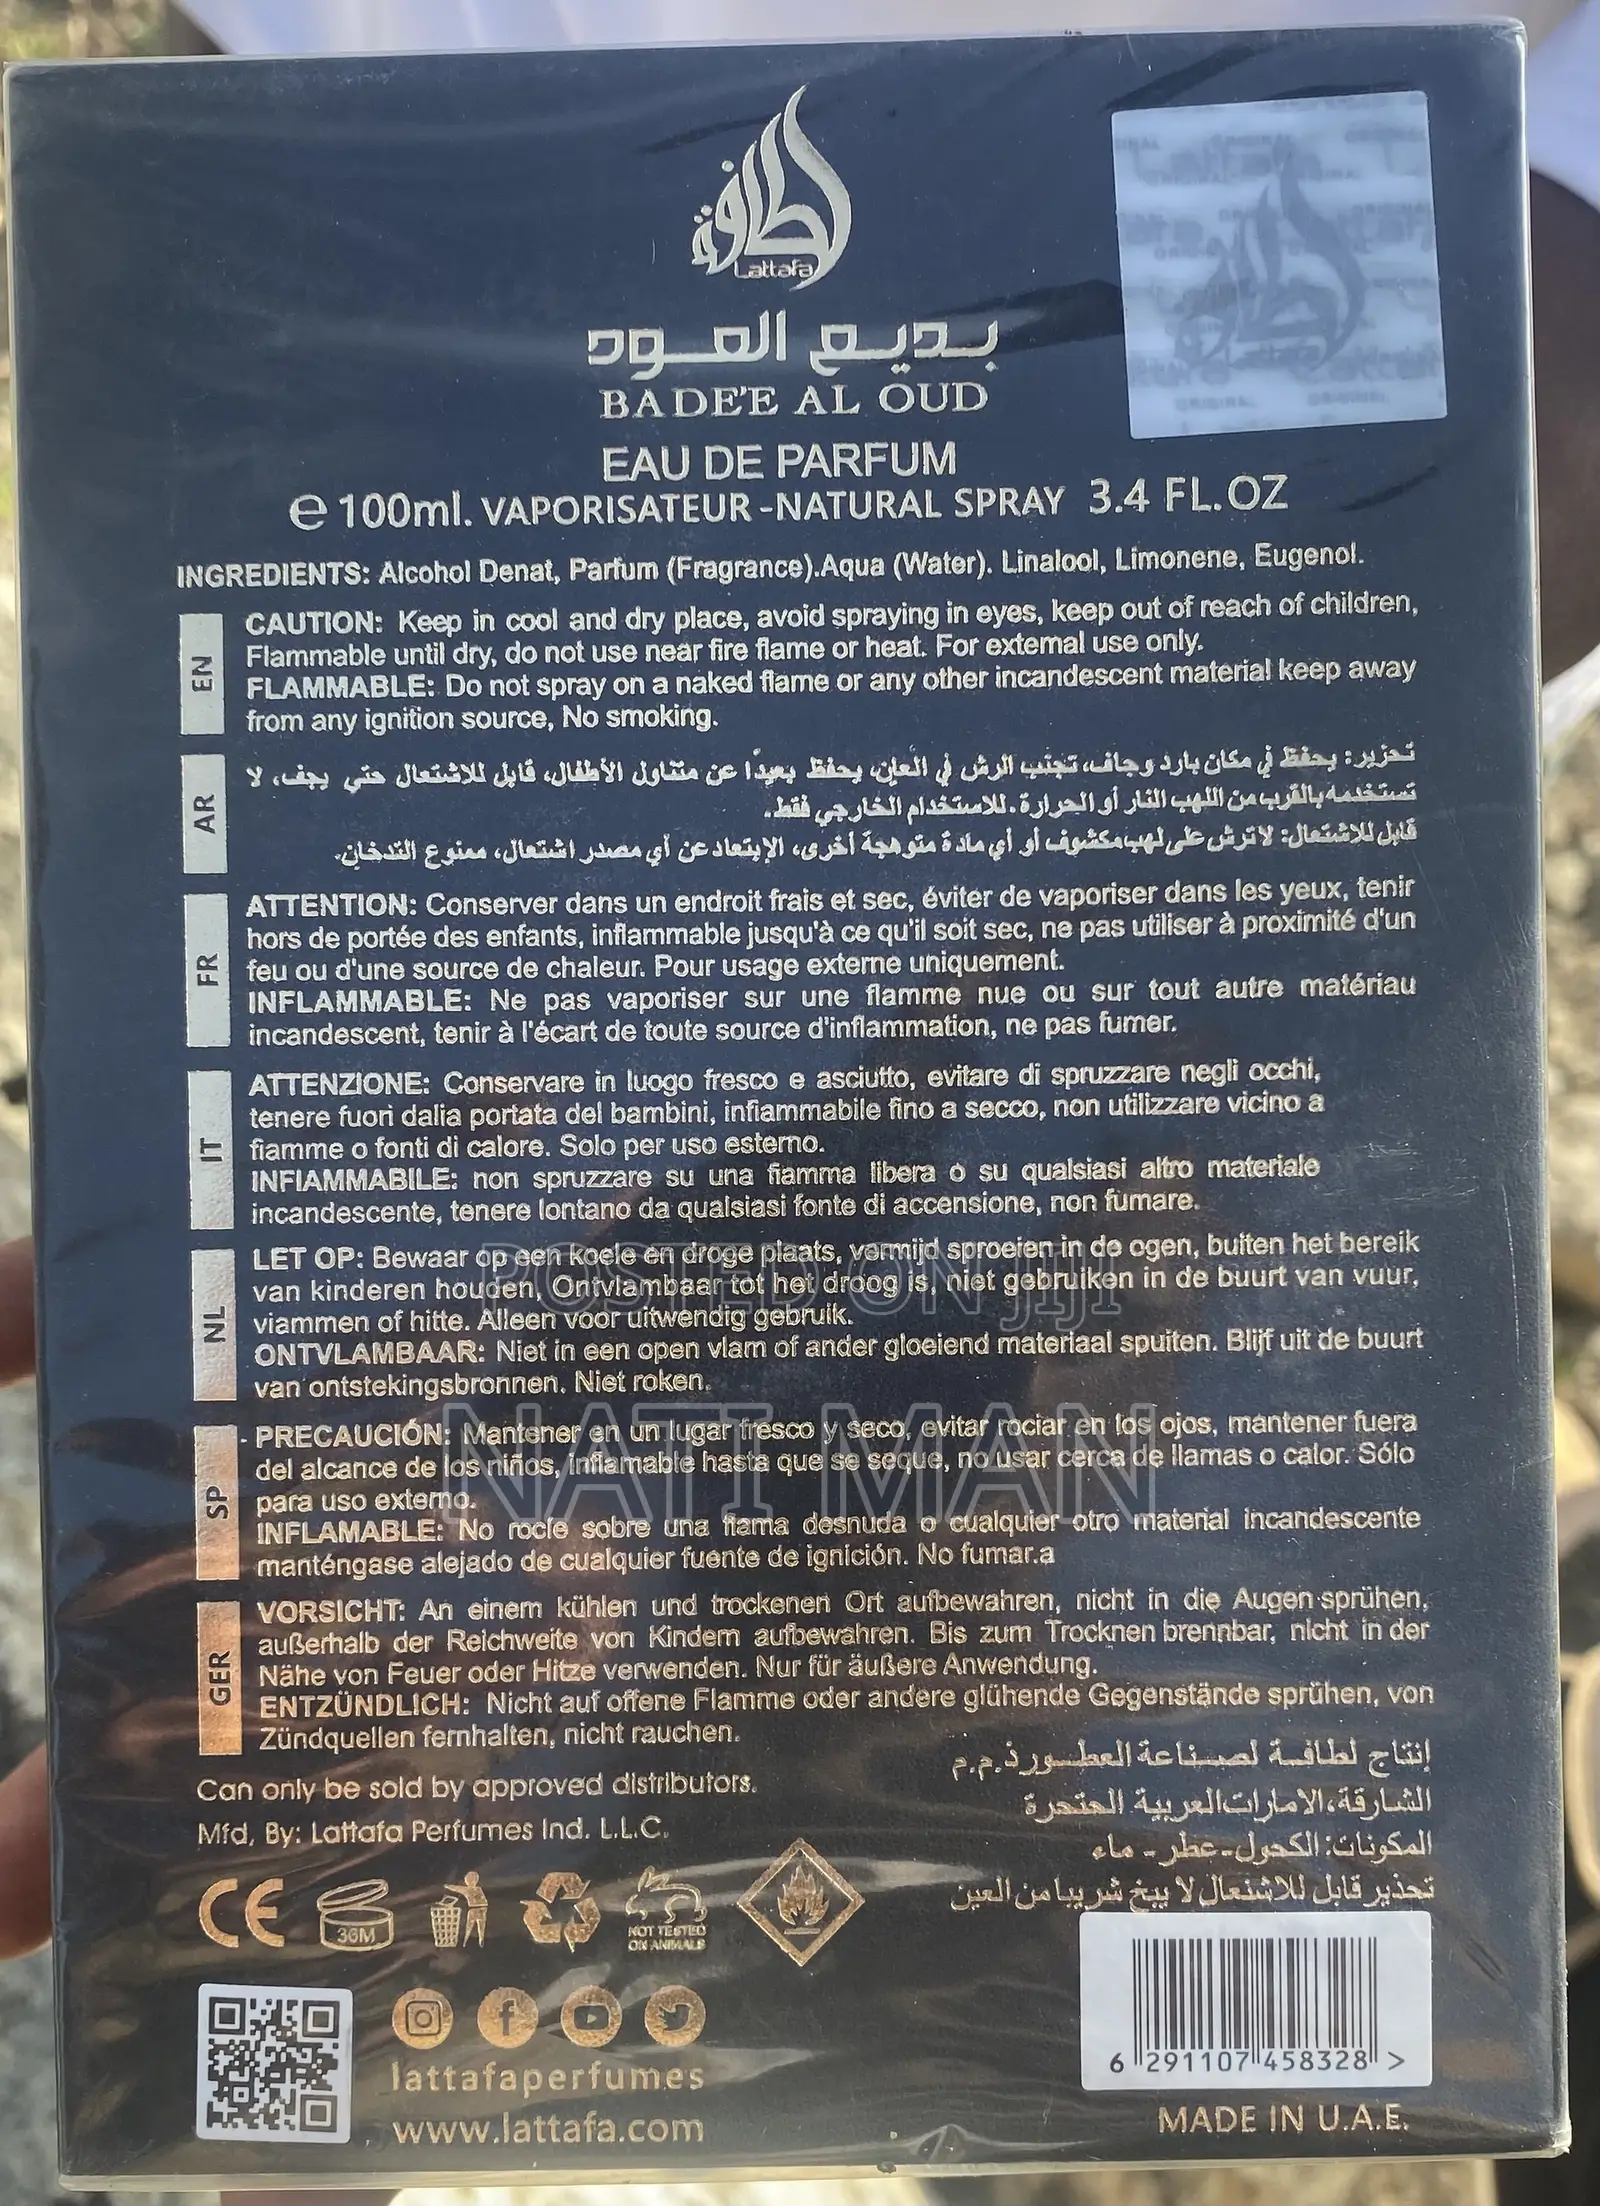 لطافة
Lattafa
بديع العود
BADE'E AL OUD
EAU DE PARFUM
℮ 100ml. VAPORISATEUR -NATURAL SPRAY 3.4 FL.OZ
INGREDIENTS: Alcohol Denat, Parfum (Fragrance).Aqua (Water). Linalool, Limonene, Eugenol.
EN
CAUTION: Keep in cool and dry place, avoid spraying in eyes, keep out of reach of children,
Flammable until dry, do not use near fire flame or heat. For external use only.
FLAMMABLE: Do not spray on a naked flame or any other incandescent material keep away
from any ignition source, No smoking.
AR
تحزير: يحفظ في مكان بارد وجاف، تجنب الرش في العين، يحفظ بعيداً عن متناول الأطفال، قابل للاشتعال حتى يجف، لا
تستخدمه بالقرب من اللهب النار أو الحرارة. للاستخدام الخارجي فقط.
قابل للاشتعال: لا ترش على لهب مكشوف أو أي مادة متوهجة أخرى، الإبتعاد عن أي مصدر اشتعال، ممنوع التدخان.
FR
ATTENTION: Conserver dans un endroit frais et sec, éviter de vaporiser dans les yeux, tenir
hors de portée des enfants, inflammable jusqu'à ce qu'il soit sec, ne pas utiliser à proximité d'un
feu ou d'une source de chaleur. Pour usage externe uniquement.
INFLAMMABLE: Ne pas vaporiser sur une flamme nue ou sur tout autre matériau
incandescent, tenir à l'écart de toute source d'inflammation, ne pas fumer.
IT
ATTENZIONE: Conservare in luogo fresco e asciutto, evitare di spruzzare negli occhi,
tenere fuori dalia portata del bambini, infiammabile fino a secco, non utilizzare vicino a
fiamme o fonti di calore. Solo per uso esterno.
INFIAMMABILE: non spruzzare su una fiamma libera o su qualsiasi altro materiale
incandescente, tenere lontano da qualsiasi fonte di accensione, non fumare.
NL
LET OP: Bewaar op een koele en droge plaats, vermijd sproeien in de ogen, buiten het bereik
van kinderen houden, Ontvlambaar tot het droog is, niet gebruiken in de buurt van vuur,
viammen of hitte. Alleen voor uitwendig gebruik.
ONTVLAMBAAR: Niet in een open vlam of ander gloeiend materiaal spuiten. Blijf uit de buurt
van ontstekingsbronnen. Niet roken.
POSTED ON JIJI
NATI MAN
SP
PRECAUCIÓN: Mantener en un lugar fresco y seco, evitar rociar en los ojos, mantener fuera
del alcance de los niños, inflamable hasta que se seque, no usar cerca de llamas o calor. Sólo
para uso externo.
INFLAMABLE: No rocíe sobre una flama desnuda o cualquier otro material incandescente
manténgase alejado de cualquier fuente de ignición. No fumar.a
GER
VORSICHT: An einem kühlen und trockenen Ort aufbewahren, nicht in die Augen sprühen,
außerhalb der Reichweite von Kindern aufbewahren. Bis zum Trocknen brennbar, nicht in der
Nähe von Feuer oder Hitze verwenden. Nur für äußere Anwendung.
ENTZÜNDLICH: Nicht auf offene Flamme oder andere glühende Gegenstände sprühen, von
Zündquellen fernhalten, nicht rauchen.
إنتاج لطافة لصناعة العطور ذ.م.م
الشارقة،الامارات العربية المتحرة
المكونات: الكحول-عطر-ماء
تحذير قابل للاشتعال لا يبخ شريبا من العين
Can only be sold by approved distributors.
Mfd, By: Lattafa Perfumes Ind. L.L.C.
CE
36M
NOT TESTED
ON ANIMALS
lattafaperfumes
www.lattafa.com
6 291107 458328 >
MADE IN U.A.E.
ORIGINAL ORIGINAL